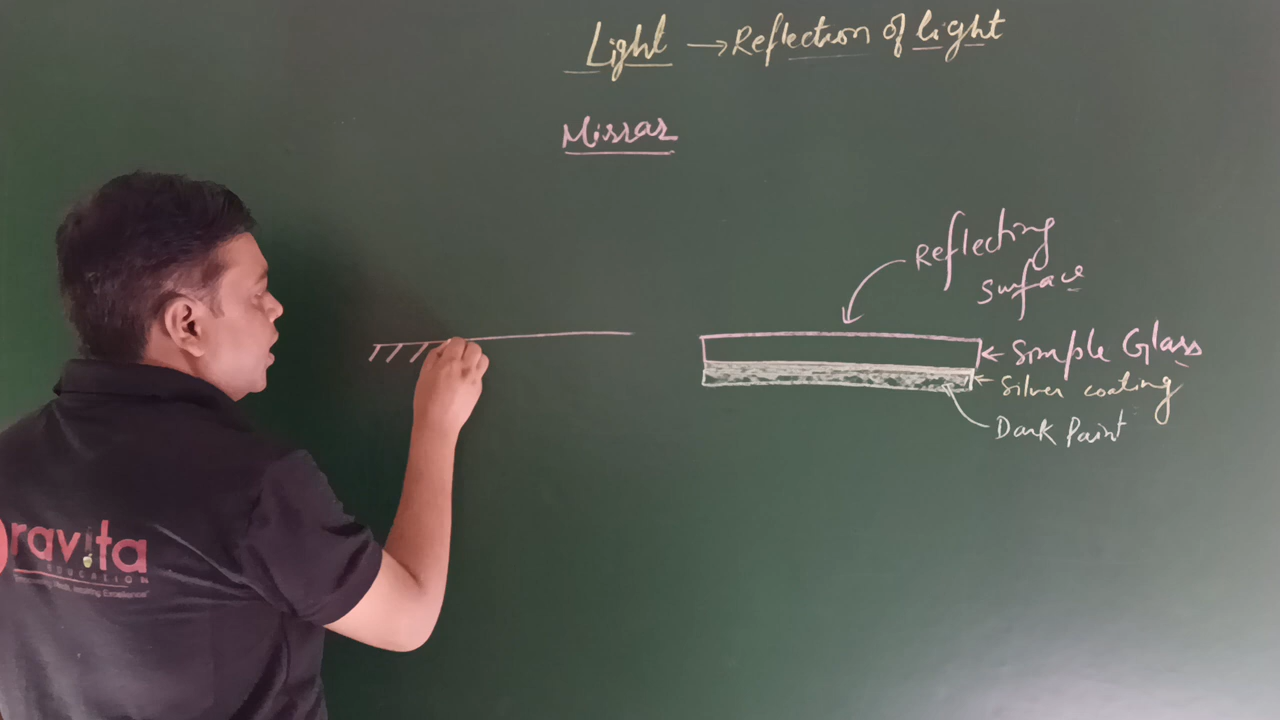 Light → Reflection of light
Mirror
Reflecting
Surface
Simple Glass
Silver coating
Dark Paint
ravita
EDUCATION